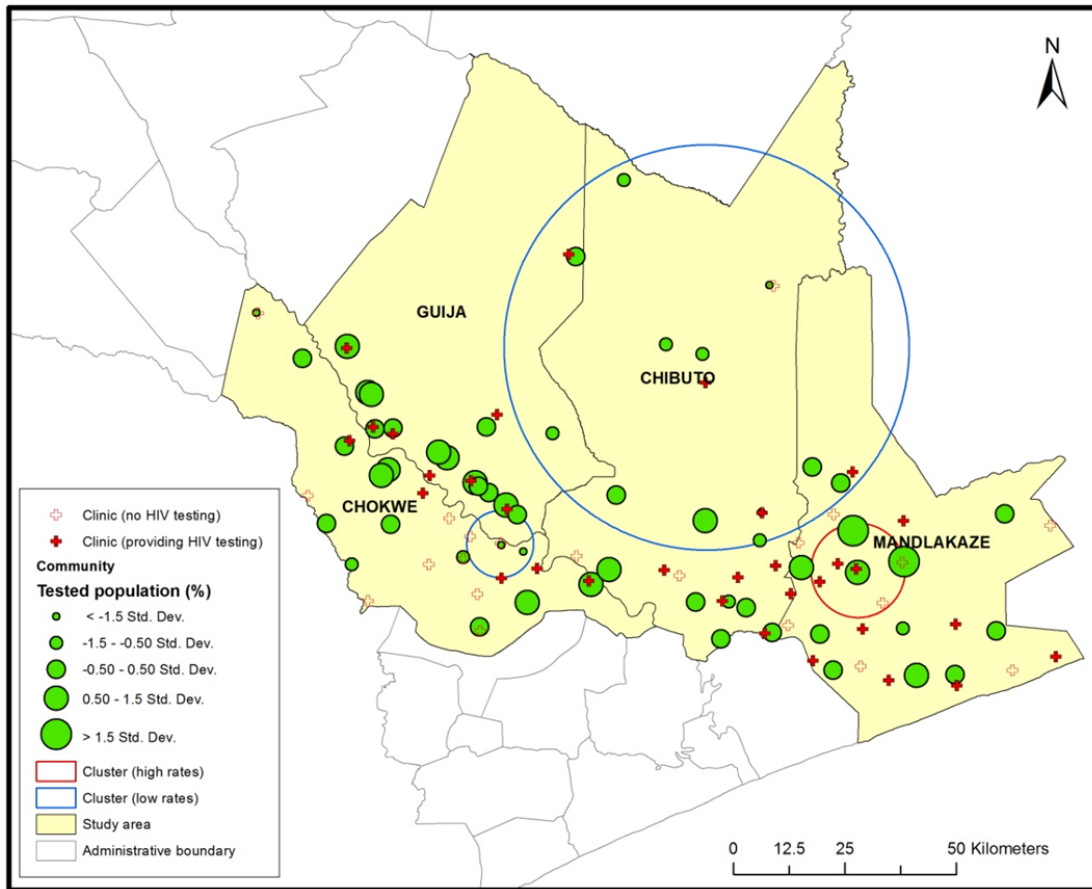 N
GUIJA
CHIBUTO
CHOKWE
MANDLAKAZE
Clinic (no HIV testing)
Clinic (providing HIV testing)
Community
Tested population (%)
< -1.5 Std. Dev.
-1.5 - -0.50 Std. Dev.
-0.50 - 0.50 Std. Dev.
0.50 - 1.5 Std. Dev.
> 1.5 Std. Dev.
Cluster (high rates)
Cluster (low rates)
Study area
Administrative boundary
0 12.5 25 50 Kilometers